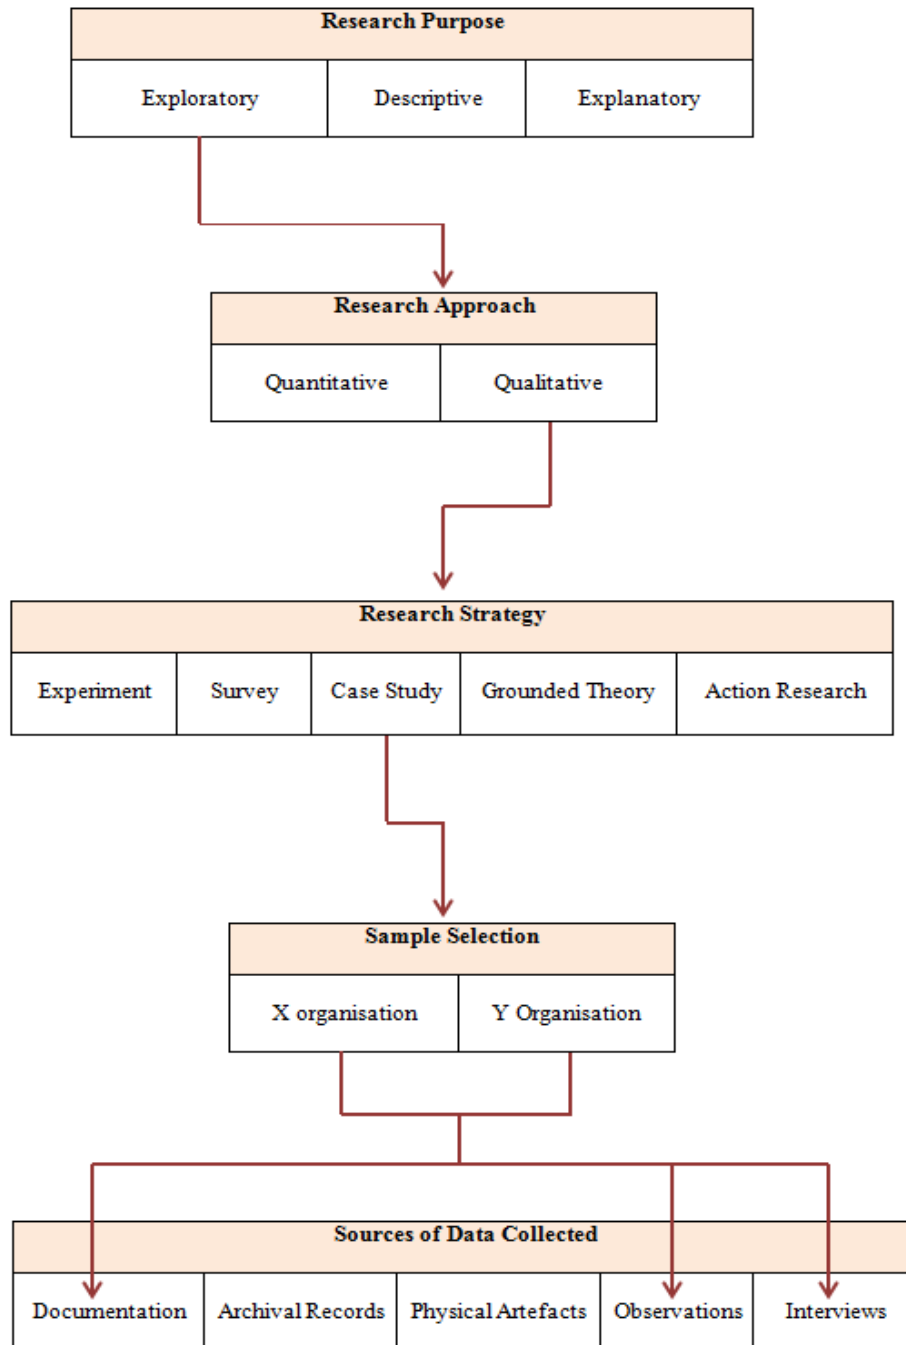 Research Purpose
Exploratory Descriptive Explanatory
Research Approach
Quantitative Qualitative
Research Strategy
Experiment Survey Case Study Grounded Theory Action Research
Sample Selection
X organisation Y Organisation
Sources of Data Collected
Documentation Archival Records Physical Artefacts Observations Interviews